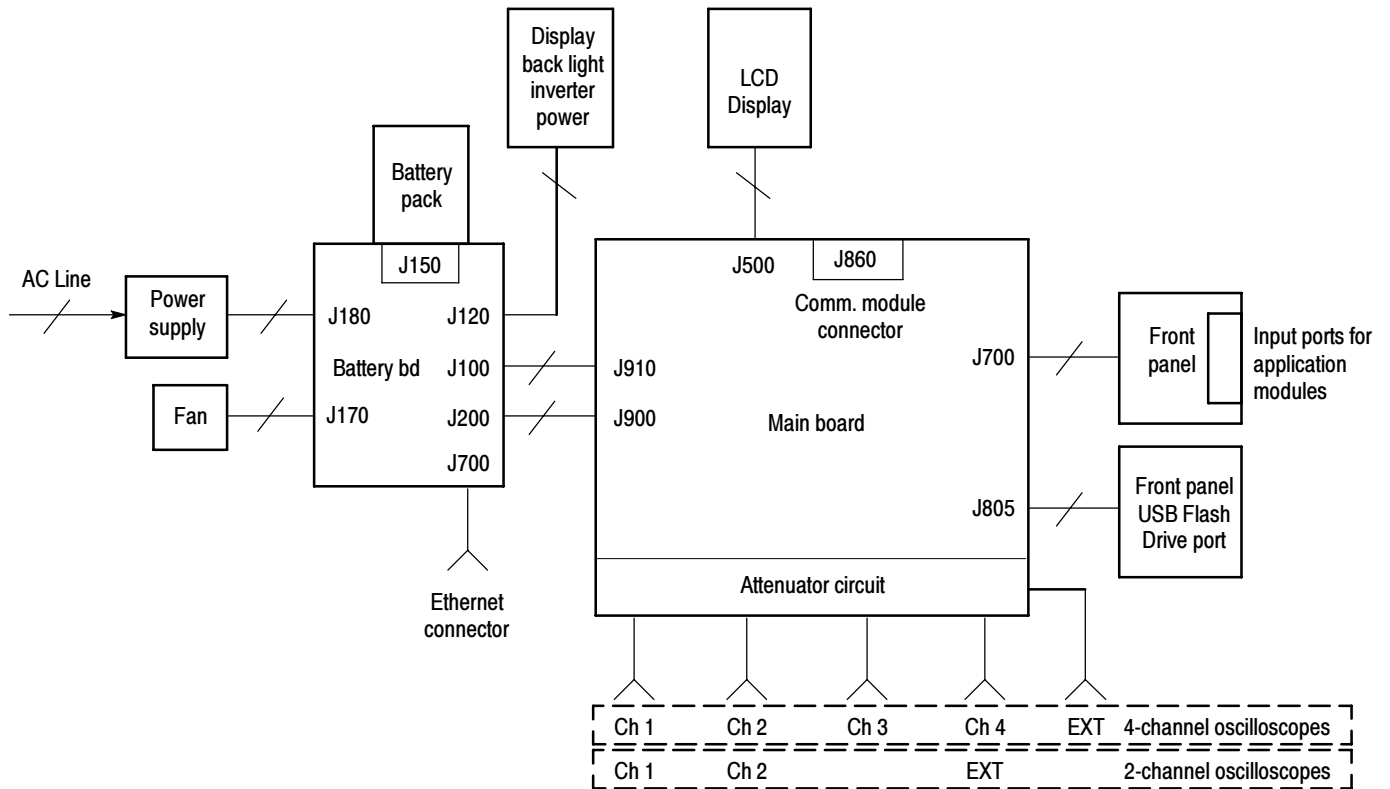 Display
back light
inverter
power
LCD
Display
Battery
pack
J150
AC Line
Power
supply
J180
J120
Battery bd
J100
Fan
J170
J200
J700
Ethernet
connector
J500
J860
Comm. module
connector
J910
J900
Main board
J700
J805
Attenuator circuit
Front
panel
Input ports for
application
modules
Front panel
USB Flash
Drive port
Ch 1 Ch 2 Ch 3 Ch 4 EXT 4-channel oscilloscopes
Ch 1 Ch 2 EXT 2-channel oscilloscopes